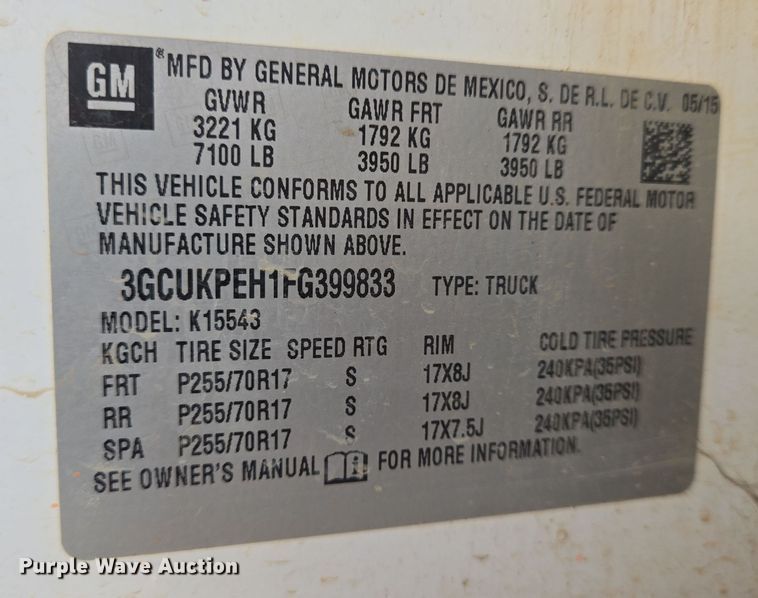 GM
® MFD BY GENERAL MOTORS DE MEXICO, S. DE R.L. DE C.V. 05/15
GVWR GAWR FRT GAWR RR
3221 KG 1792 KG 1792 KG
7100 LB 3950 LB 3950 LB
THIS VEHICLE CONFORMS TO ALL APPLICABLE U.S. FEDERAL MOTOR
VEHICLE SAFETY STANDARDS IN EFFECT ON THE DATE OF
MANUFACTURE SHOWN ABOVE.
3GCUKPEH1FG399833 TYPE: TRUCK
MODEL: K15543
KGCH TIRE SIZE SPEED RTG RIM COLD TIRE PRESSURE
FRT P255/70R17 S 17X8J 240KPA(35PSI)
RR P255/70R17 S 17X8J 240KPA(35PSI)
SPA P255/70R17 S 17X7.5J 240KPA(35PSI)
SEE OWNER'S MANUAL FOR MORE INFORMATION.
Purple Wave Auction